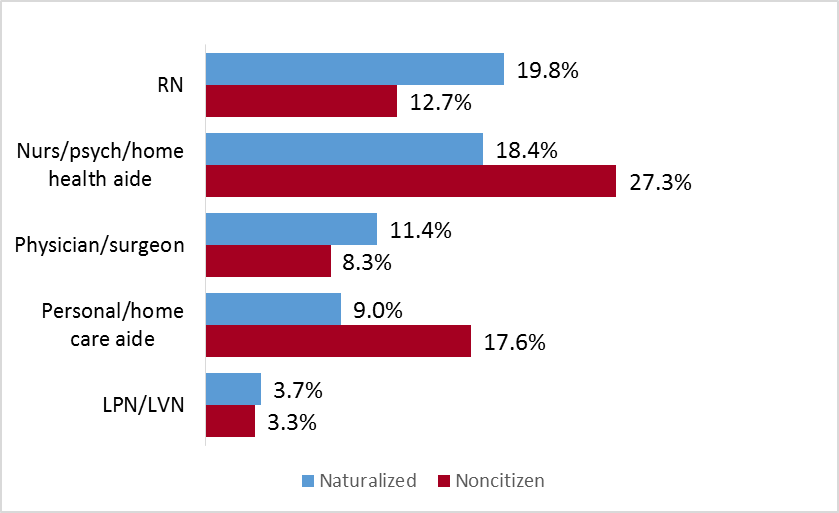 RN
19.8%
12.7%
Nurs/psych/home
health aide
18.4%
27.3%
Physician/surgeon
11.4%
8.3%
Personal/home
care aide
9.0%
17.6%
LPN/LVN
3.7%
3.3%
Naturalized Noncitizen